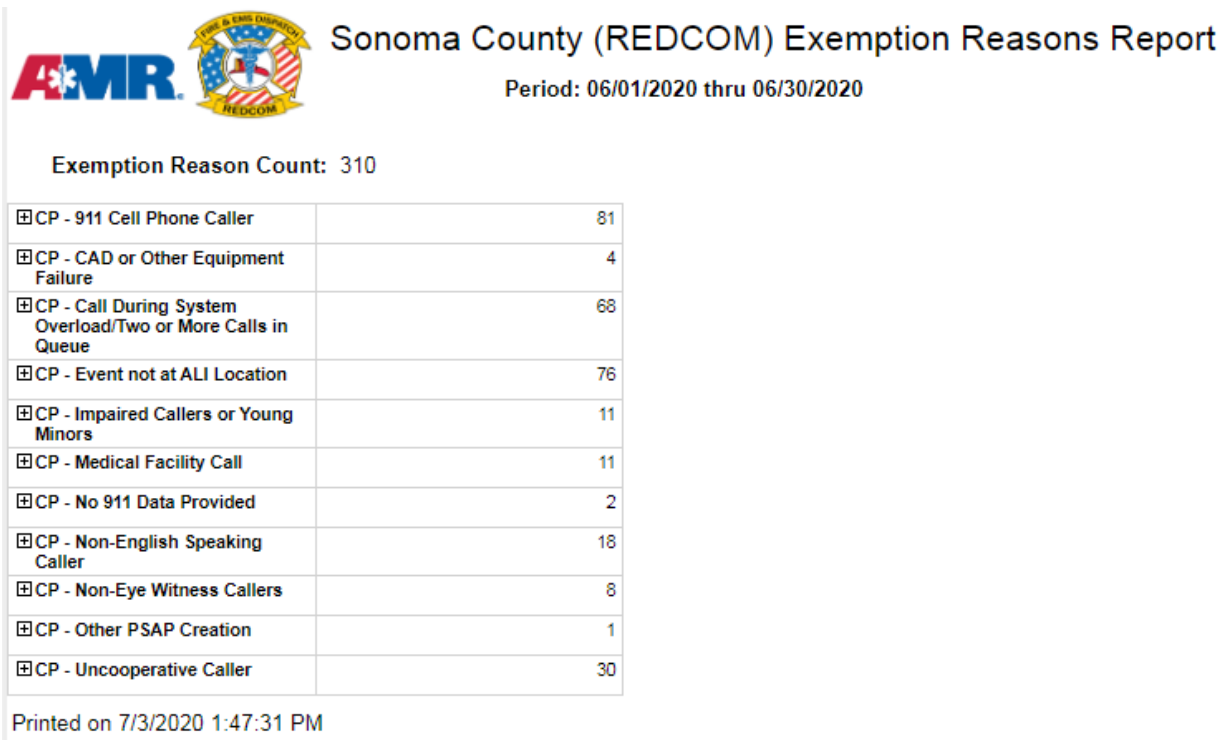 FIRE & EMS DISPATCH
AMR
REDCOM
Sonoma County (REDCOM) Exemption Reasons Report
Period: 06/01/2020 thru 06/30/2020
Exemption Reason Count: 310
CP - 911 Cell Phone Caller 81
CP - CAD or Other Equipment 4
Failure
CP - Call During System 68
Overload/Two or More Calls in
Queue
CP - Event not at ALI Location 76
CP - Impaired Callers or Young 11
Minors
CP - Medical Facility Call 11
CP - No 911 Data Provided 2
CP - Non-English Speaking 18
Caller
CP - Non-Eye Witness Callers 8
CP - Other PSAP Creation 1
CP - Uncooperative Caller 30
Printed on 7/3/2020 1:47:31 PM